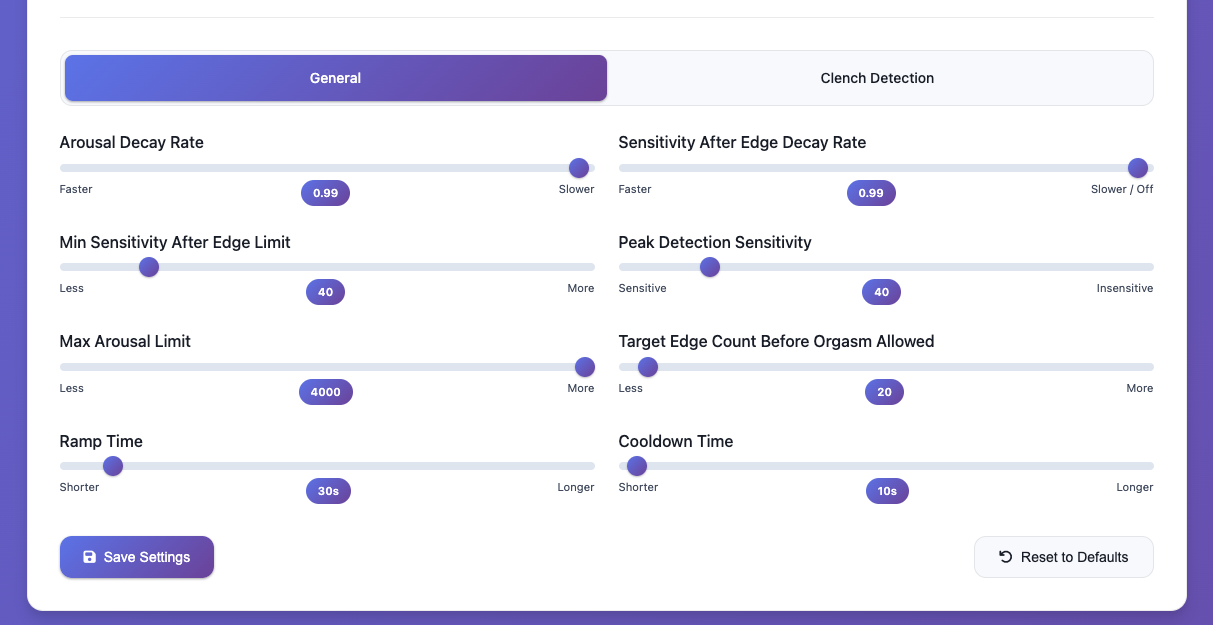 General
Clench Detection
Arousal Decay Rate
Faster
0.99
Slower
Sensitivity After Edge Decay Rate
Faster
0.99
Slower / Off
Min Sensitivity After Edge Limit
Less
40
More
Peak Detection Sensitivity
Sensitive
40
Insensitive
Max Arousal Limit
Less
4000
More
Target Edge Count Before Orgasm Allowed
Less
20
More
Ramp Time
Shorter
30s
Longer
Cooldown Time
Shorter
10s
Longer
Save Settings
Reset to Defaults